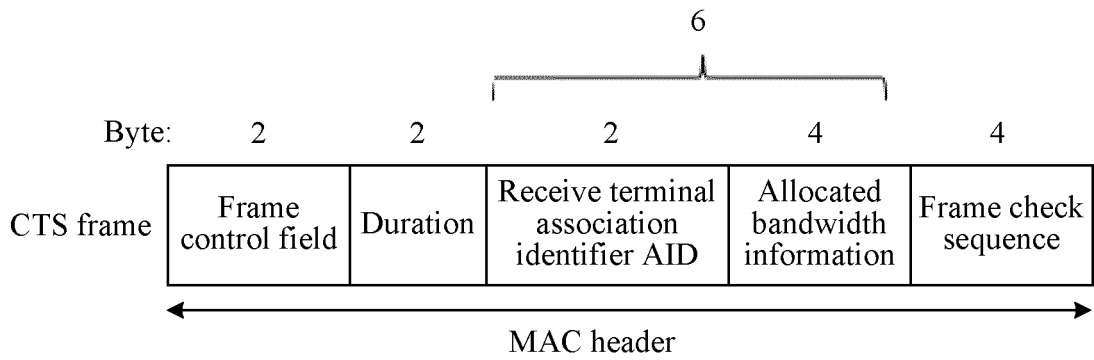 6
Byte: 2 2 2 4 4
CTS frame
Frame
control field
Duration
Receive terminal
association
identifier AID
Allocated
bandwidth
information
Frame check
sequence
MAC header